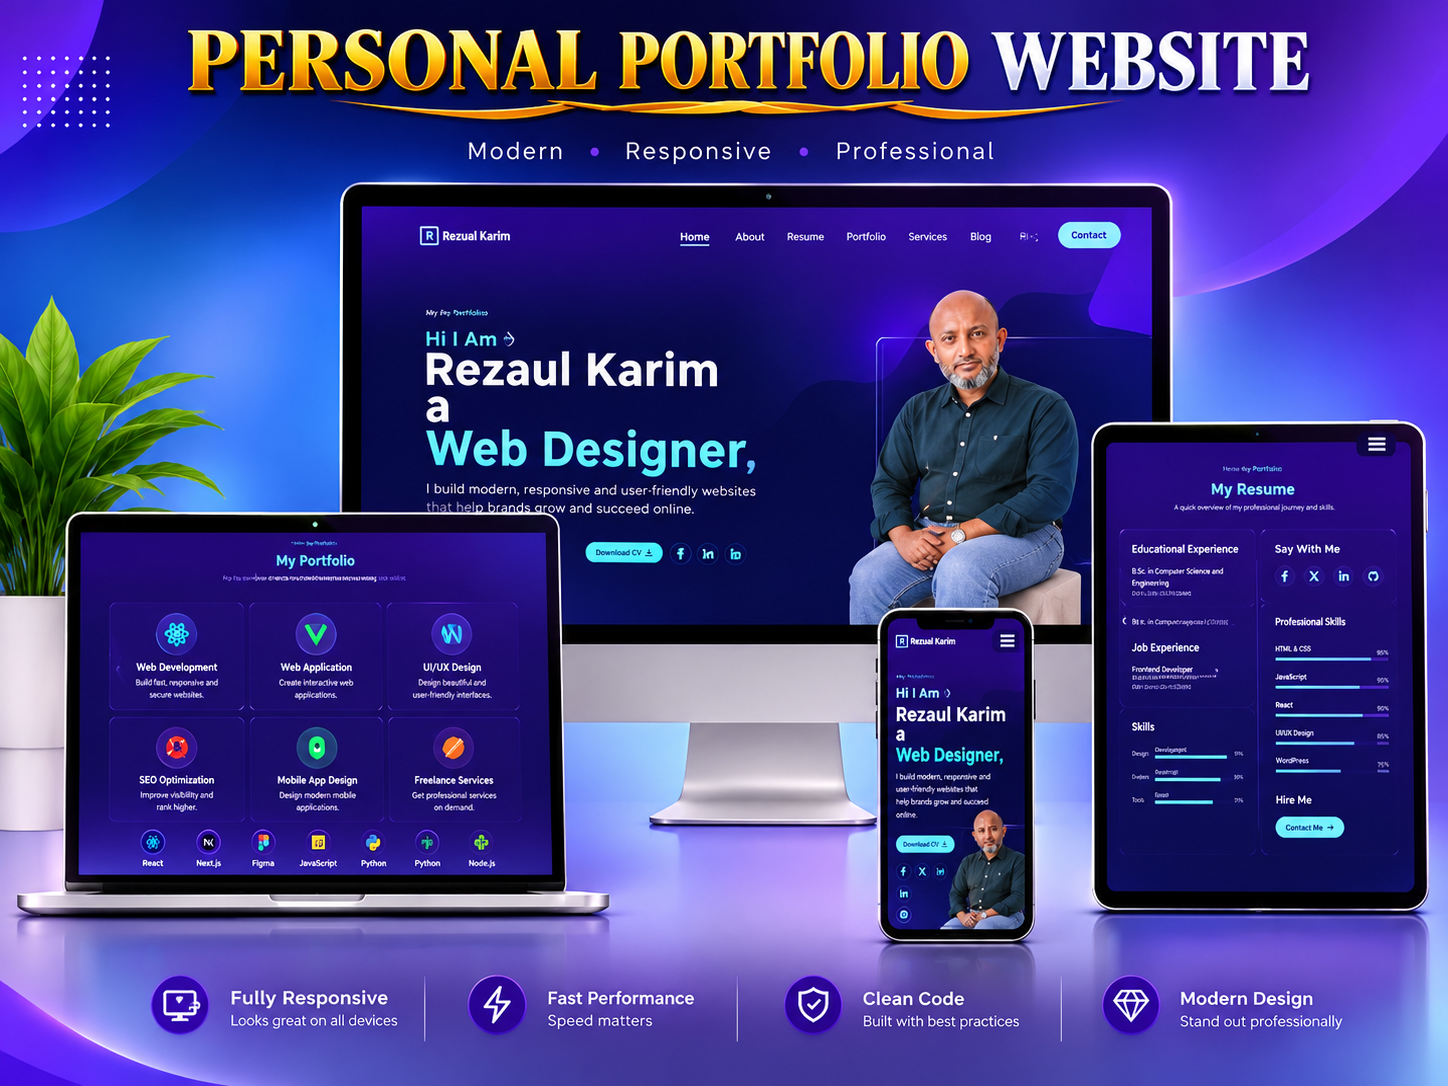 PERSONAL PORTFOLIO WEBSITE
Modern • Responsive • Professional
R Rezual Karim
Home About Resume Portfolio Services Blog
Contact
Hi I Am
Rezaul Karim
a
Web Designer,
I build modern, responsive and user-friendly websites
that help brands grow and succeed online.
Download CV
My Portfolio
Web Development
Build fast, responsive and
secure websites.
Web Application
Create interactive web
applications.
UI/UX Design
Design beautiful and
user-friendly interfaces.
SEO Optimization
Improve visibility and
rank higher.
Mobile App Design
Design modern mobile
applications.
Freelance Services
Get professional services
on demand.
React Next.js Figma JavaScript Python Python Node.js
R Rezual Karim
Hi I Am
Rezaul Karim
a
Web Designer,
I build modern, responsive and
user-friendly websites that
help brands grow and succeed
online.
Download CV
My Resume
A quick overview of my professional journey and skills.
Educational Experience
B.Sc. in Computer Science and
Engineering
Job Experience
Frontend Developer
Skills
Design
Tools
Say With Me
Professional Skills
HTML & CSS 95%
JavaScript 90%
React 90%
UI/UX Design 85%
WordPress 75%
Hire Me
Contact Me →
Fully Responsive
Looks great on all devices
Fast Performance
Speed matters
Clean Code
Built with best practices
Modern Design
Stand out professionally